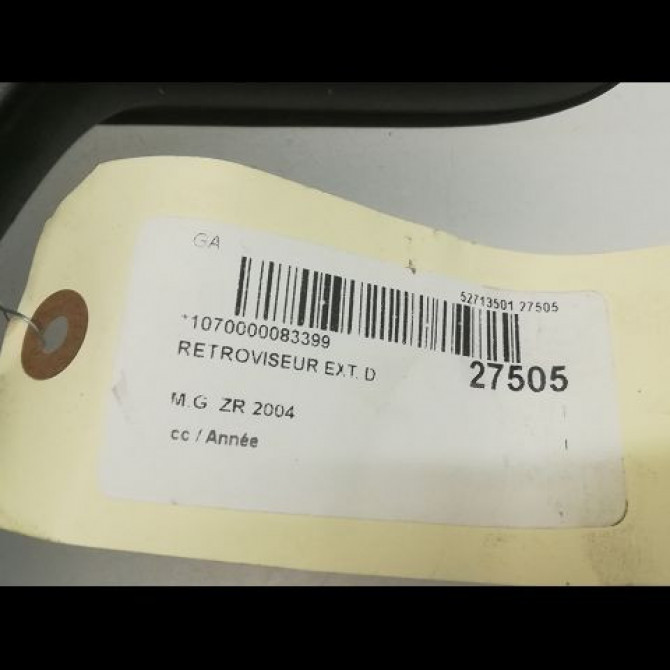 GA
52713501 27505
*1070000083399
RETROVISEUR EXT. D
27505
M.G ZR 2004
cc / Année